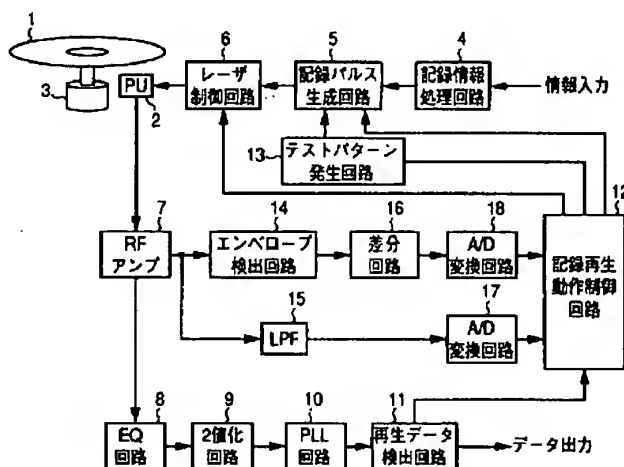 1
6
5
4
レーザ
制御回路
記録パルス
生成回路
記録情報
処理回路
情報入力
3
PU
2
13
テストパターン
発生回路
12
7
14
16
18
RF
アンプ
エンベロープ
検出回路
差分
回路
A/D
変換回路
記録再生
動作制御
回路
15
17
LPF
A/D
変換回路
8
9
10
11
EQ
回路
2値化
回路
PLL
回路
再生データ
検出回路
データ出力